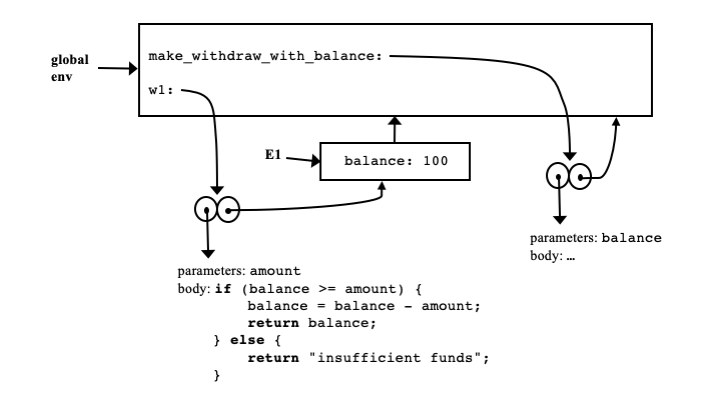 global
env
make_withdraw_with_balance:
w1:
E1
balance: 100
parameters: balance
body: ...
parameters: amount
body: if (balance >= amount) {
balance = balance - amount;
return balance;
} else {
return "insufficient funds";
}